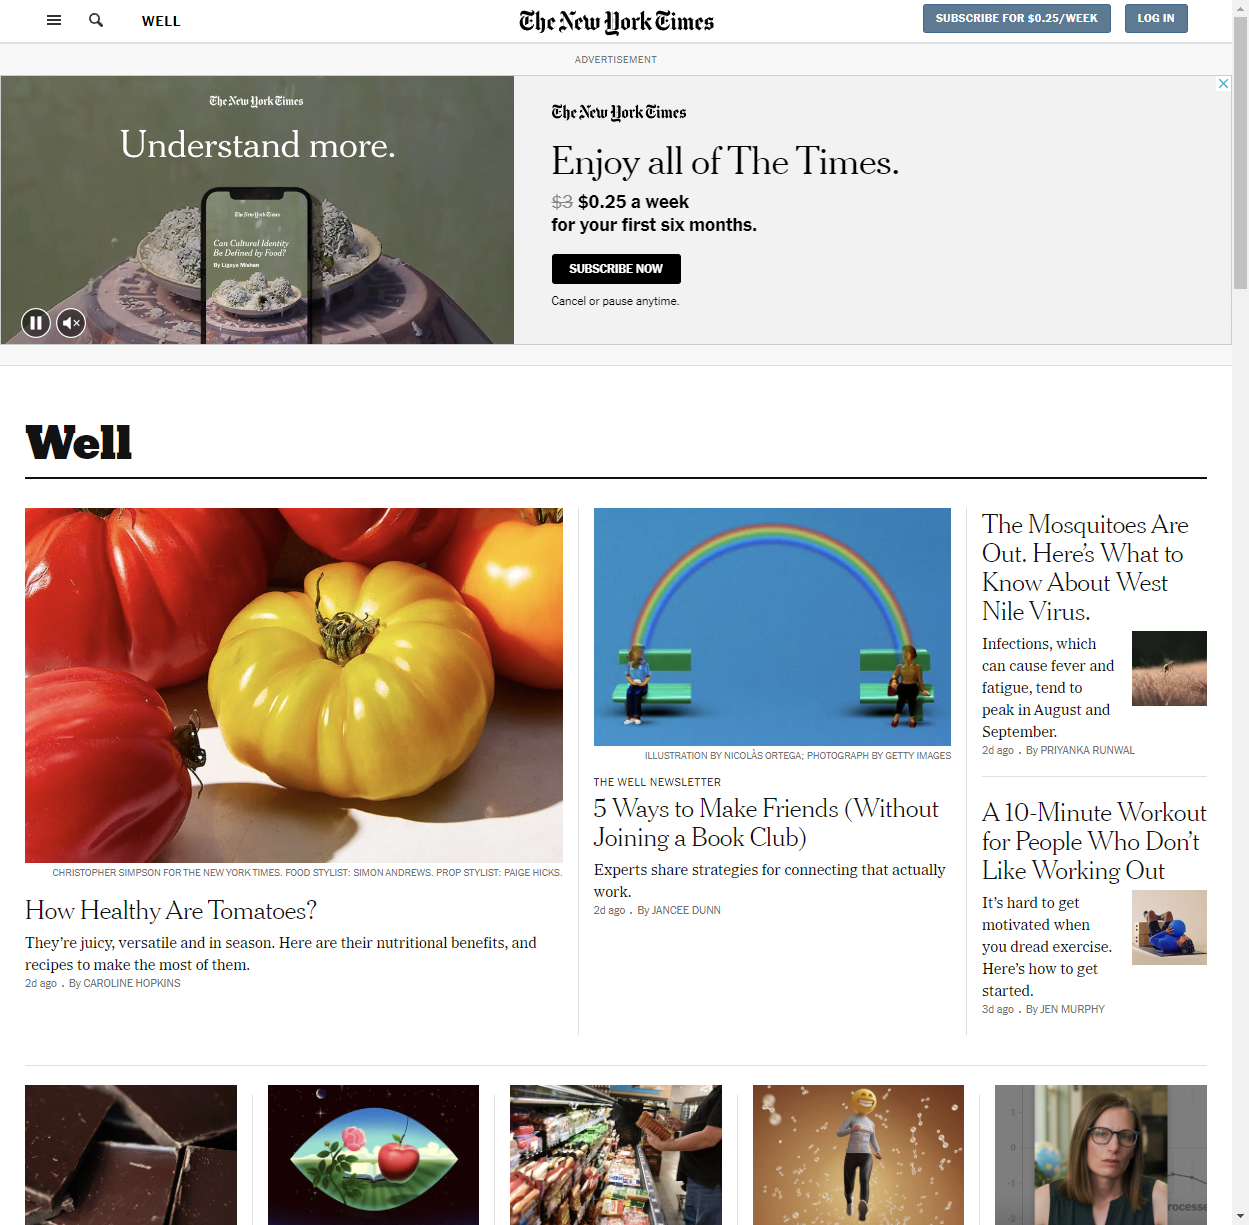 WELL
The New York Times
SUBSCRIBE FOR $0.25/WEEK
LOG IN
ADVERTISEMENT
The New York Times
Understand more.
The New York Times
Can Cultural Identity
Be Defined by Food?
By Ligaya Mishan
The New York Times
Enjoy all of The Times.
$3 $0.25 a week
for your first six months.
SUBSCRIBE NOW
Cancel or pause anytime.
Well
CHRISTOPHER SIMPSON FOR THE NEW YORK TIMES. FOOD STYLIST: SIMON ANDREWS. PROP STYLIST: PAIGE HICKS.
How Healthy Are Tomatoes?
They're juicy, versatile and in season. Here are their nutritional benefits, and
recipes to make the most of them.
2d ago . By CAROLINE HOPKINS
ILLUSTRATION BY NICOLÀS ORTEGA; PHOTOGRAPH BY GETTY IMAGES
THE WELL NEWSLETTER
5 Ways to Make Friends (Without
Joining a Book Club)
Experts share strategies for connecting that actually
work.
2d ago . By JANCEE DUNN
The Mosquitoes Are
Out. Here's What to
Know About West
Nile Virus.
Infections, which
can cause fever and
fatigue, tend to
peak in August and
September.
2d ago . By PRIYANKA RUNWAL
A 10-Minute Workout
for People Who Don't
Like Working Out
It's hard to get
motivated when
you dread exercise.
Here's how to get
started.
3d ago . By JEN MURPHY
1
0
-1
-2